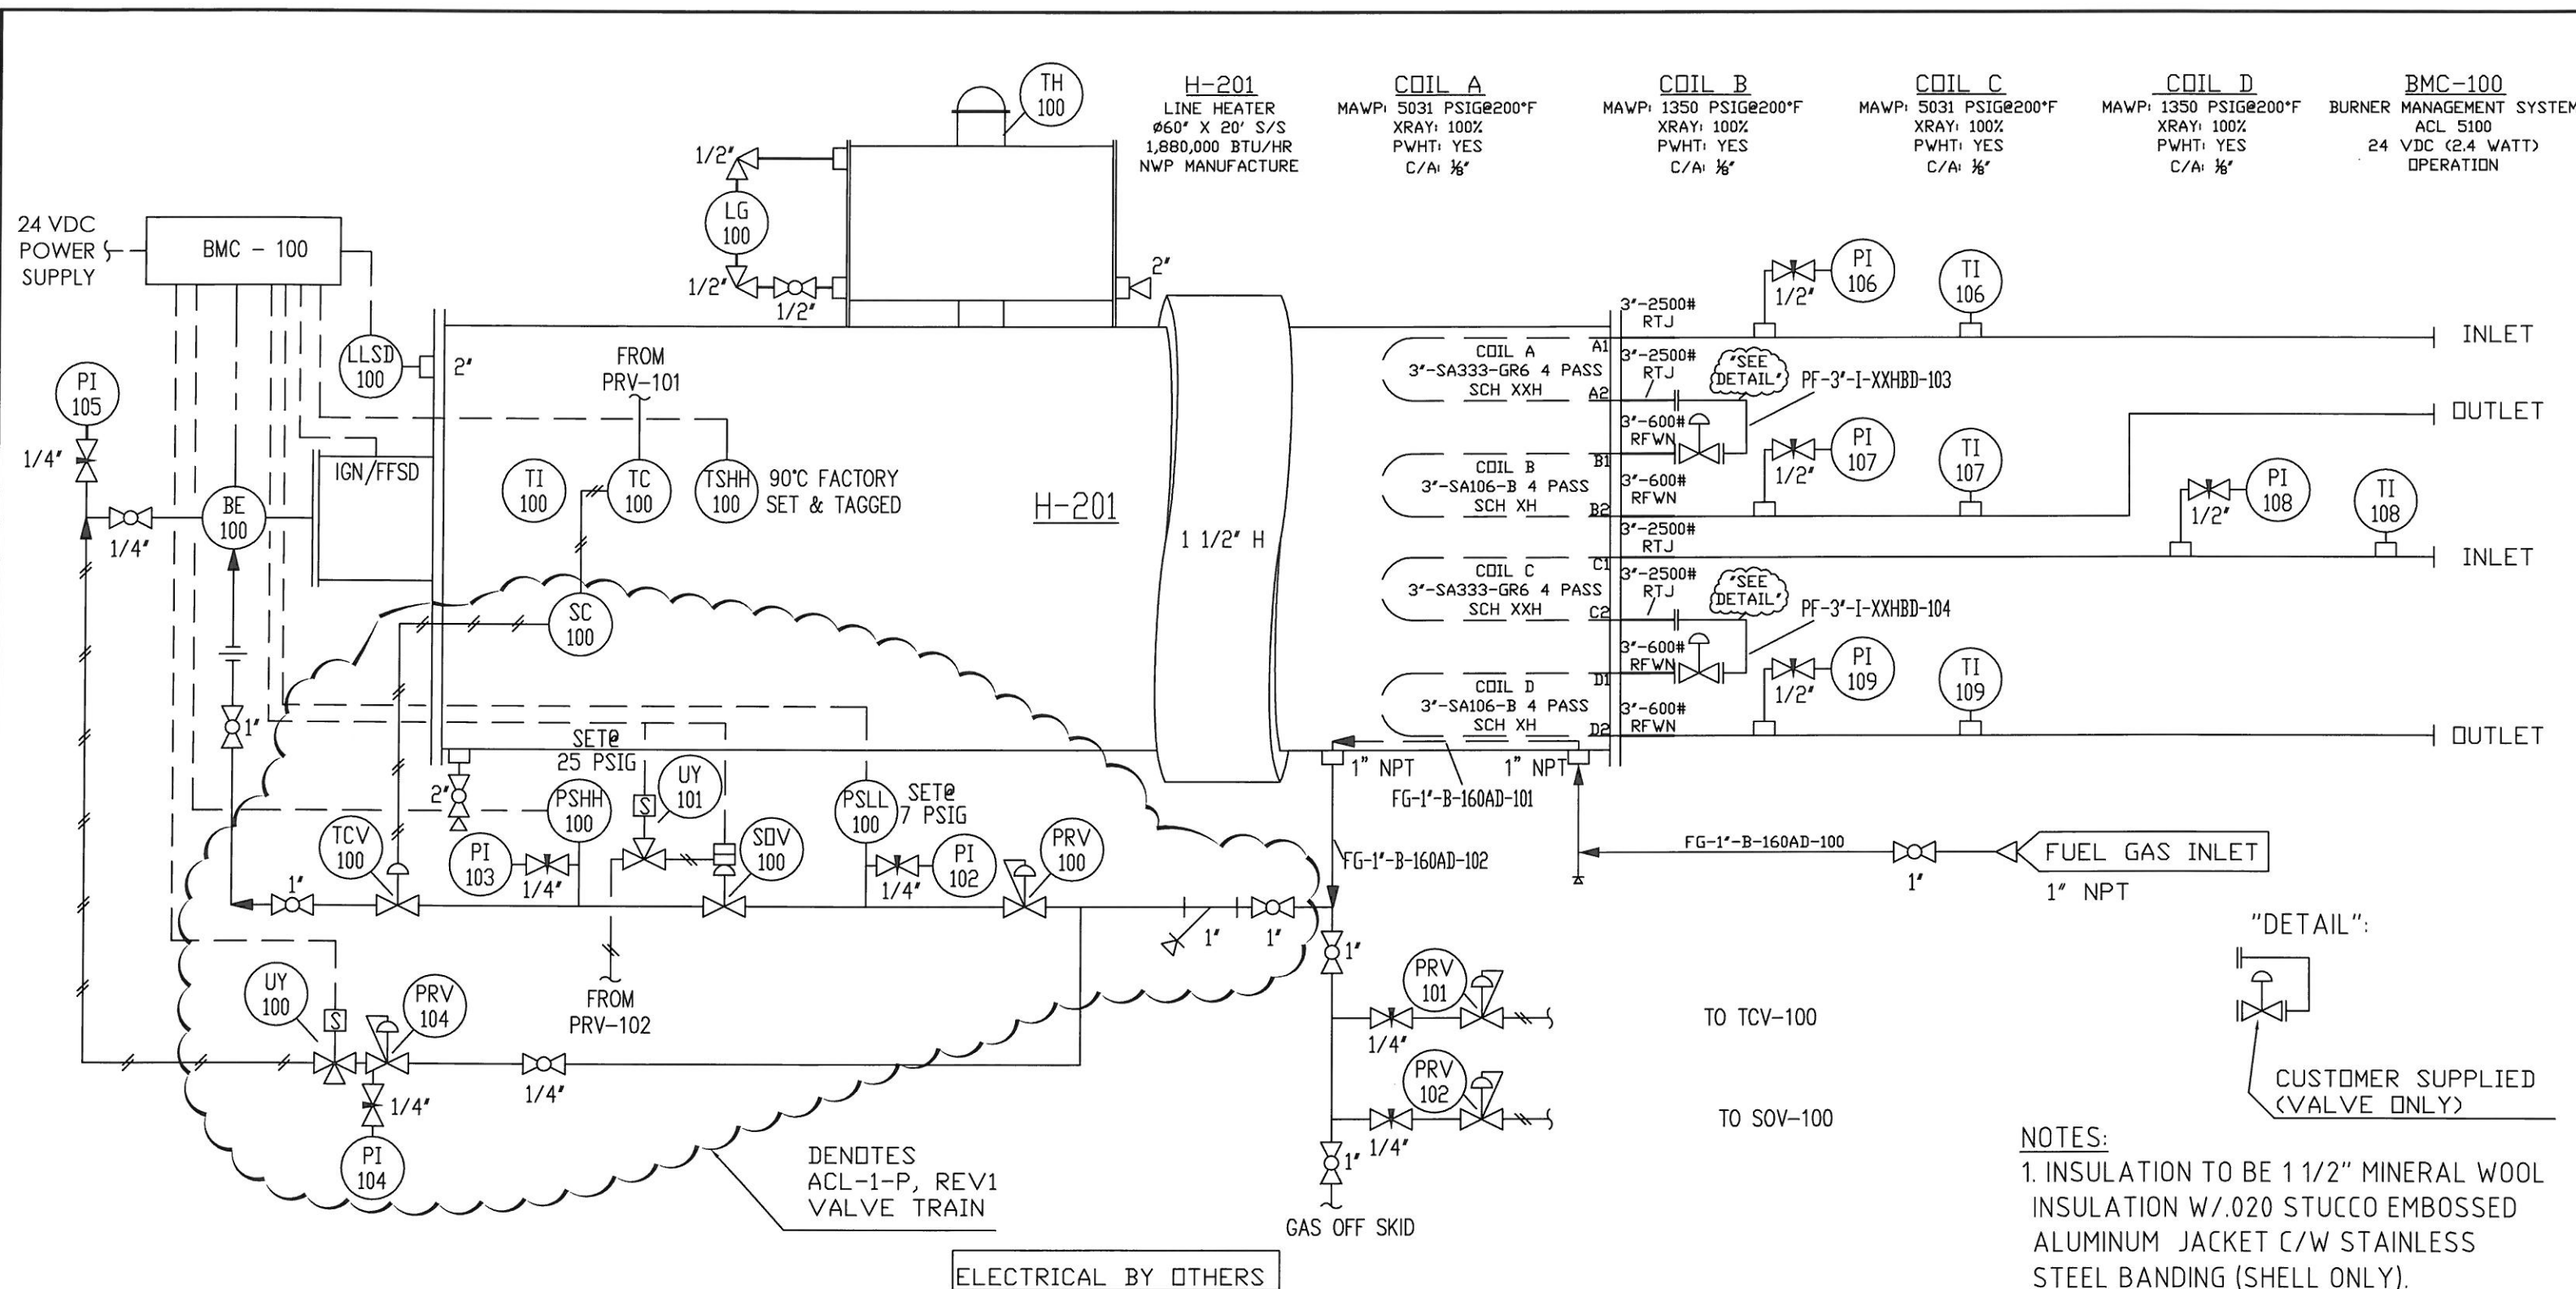 H-201
LINE HEATER
Ø60" X 20' S/S
1,880,000 BTU/HR
NWP MANUFACTURE
COIL A
MAWP: 5031 PSIG@200°F
XRAY: 100%
PWHT: YES
C/A: ⅛"
COIL B
MAWP: 1350 PSIG@200°F
XRAY: 100%
PWHT: YES
C/A: ⅛"
COIL C
MAWP: 5031 PSIG@200°F
XRAY: 100%
PWHT: YES
C/A: ⅛"
COIL D
MAWP: 1350 PSIG@200°F
XRAY: 100%
PWHT: YES
C/A: ⅛"
BMC-100
BURNER MANAGEMENT SYSTEM
ACL 5100
24 VDC (2.4 WATT)
OPERATION
TH
100
1/2"
LG
100
1/2"
1/2"
2"
24 VDC
POWER
SUPPLY
BMC - 100
LLSD
100
2"
PI
105
1/4"
1/4"
BE
100
IGN/FFSD
FROM
PRV-101
TI
100
TC
100
TSHH
100
90°C FACTORY
SET & TAGGED
H-201
1 1/2" H
SC
100
COIL A
3"-SA333-GR6 4 PASS
SCH XXH
A1
A2
COIL B
3"-SA106-B 4 PASS
SCH XH
B1
B2
COIL C
3"-SA333-GR6 4 PASS
SCH XXH
C1
C2
COIL D
3"-SA106-B 4 PASS
SCH XH
D1
D2
3"-2500#
RTJ
3"-2500#
RTJ
"SEE
DETAIL"
PF-3"-I-XXHBD-103
3"-600#
RFWN
3"-600#
RFWN
3"-2500#
RTJ
3"-2500#
RTJ
"SEE
DETAIL"
PF-3"-I-XXHBD-104
3"-600#
RFWN
3"-600#
RFWN
1/2"
PI
106
TI
106
INLET
OUTLET
1/2"
PI
107
TI
107
1/2"
PI
108
TI
108
INLET
1/2"
PI
109
TI
109
OUTLET
1"
SET@
25 PSIG
2"
PSHH
100
UY
101
S
PSLL
100
SET@
7 PSIG
TCV
100
PI
103
1/4"
SOV
100
1/4"
PI
102
PRV
100
1"
1"
1"
1" NPT
1" NPT
FG-1"-B-160AD-101
FG-1"-B-160AD-102
FG-1"-B-160AD-100
1"
FUEL GAS INLET
1" NPT
UY
100
S
PRV
104
1/4"
PI
104
1/4"
FROM
PRV-102
1"
PRV
101
1/4"
TO TCV-100
PRV
102
1/4"
TO SOV-100
1"
GAS OFF SKID
DENOTES
ACL-1-P, REV1
VALVE TRAIN
ELECTRICAL BY OTHERS
"DETAIL":
CUSTOMER SUPPLIED
(VALVE ONLY)
NOTES:
1. INSULATION TO BE 1 1/2" MINERAL WOOL
INSULATION W/.020 STUCCO EMBOSSED
ALUMINUM JACKET C/W STAINLESS
STEEL BANDING (SHELL ONLY).